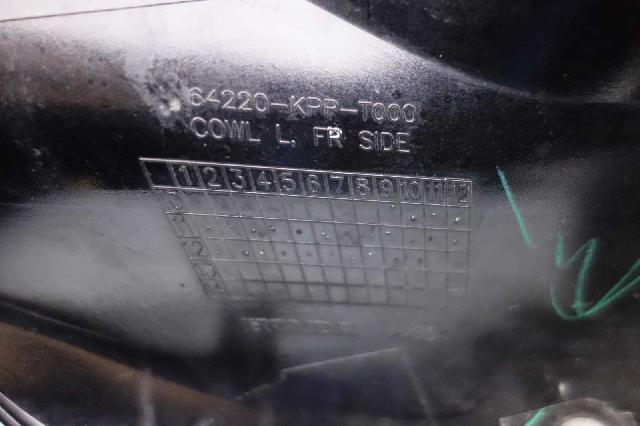 64220-KPP-T000
COWL L. FR SIDE
1 2 3 4 5 6 7 8 9 10 11 12